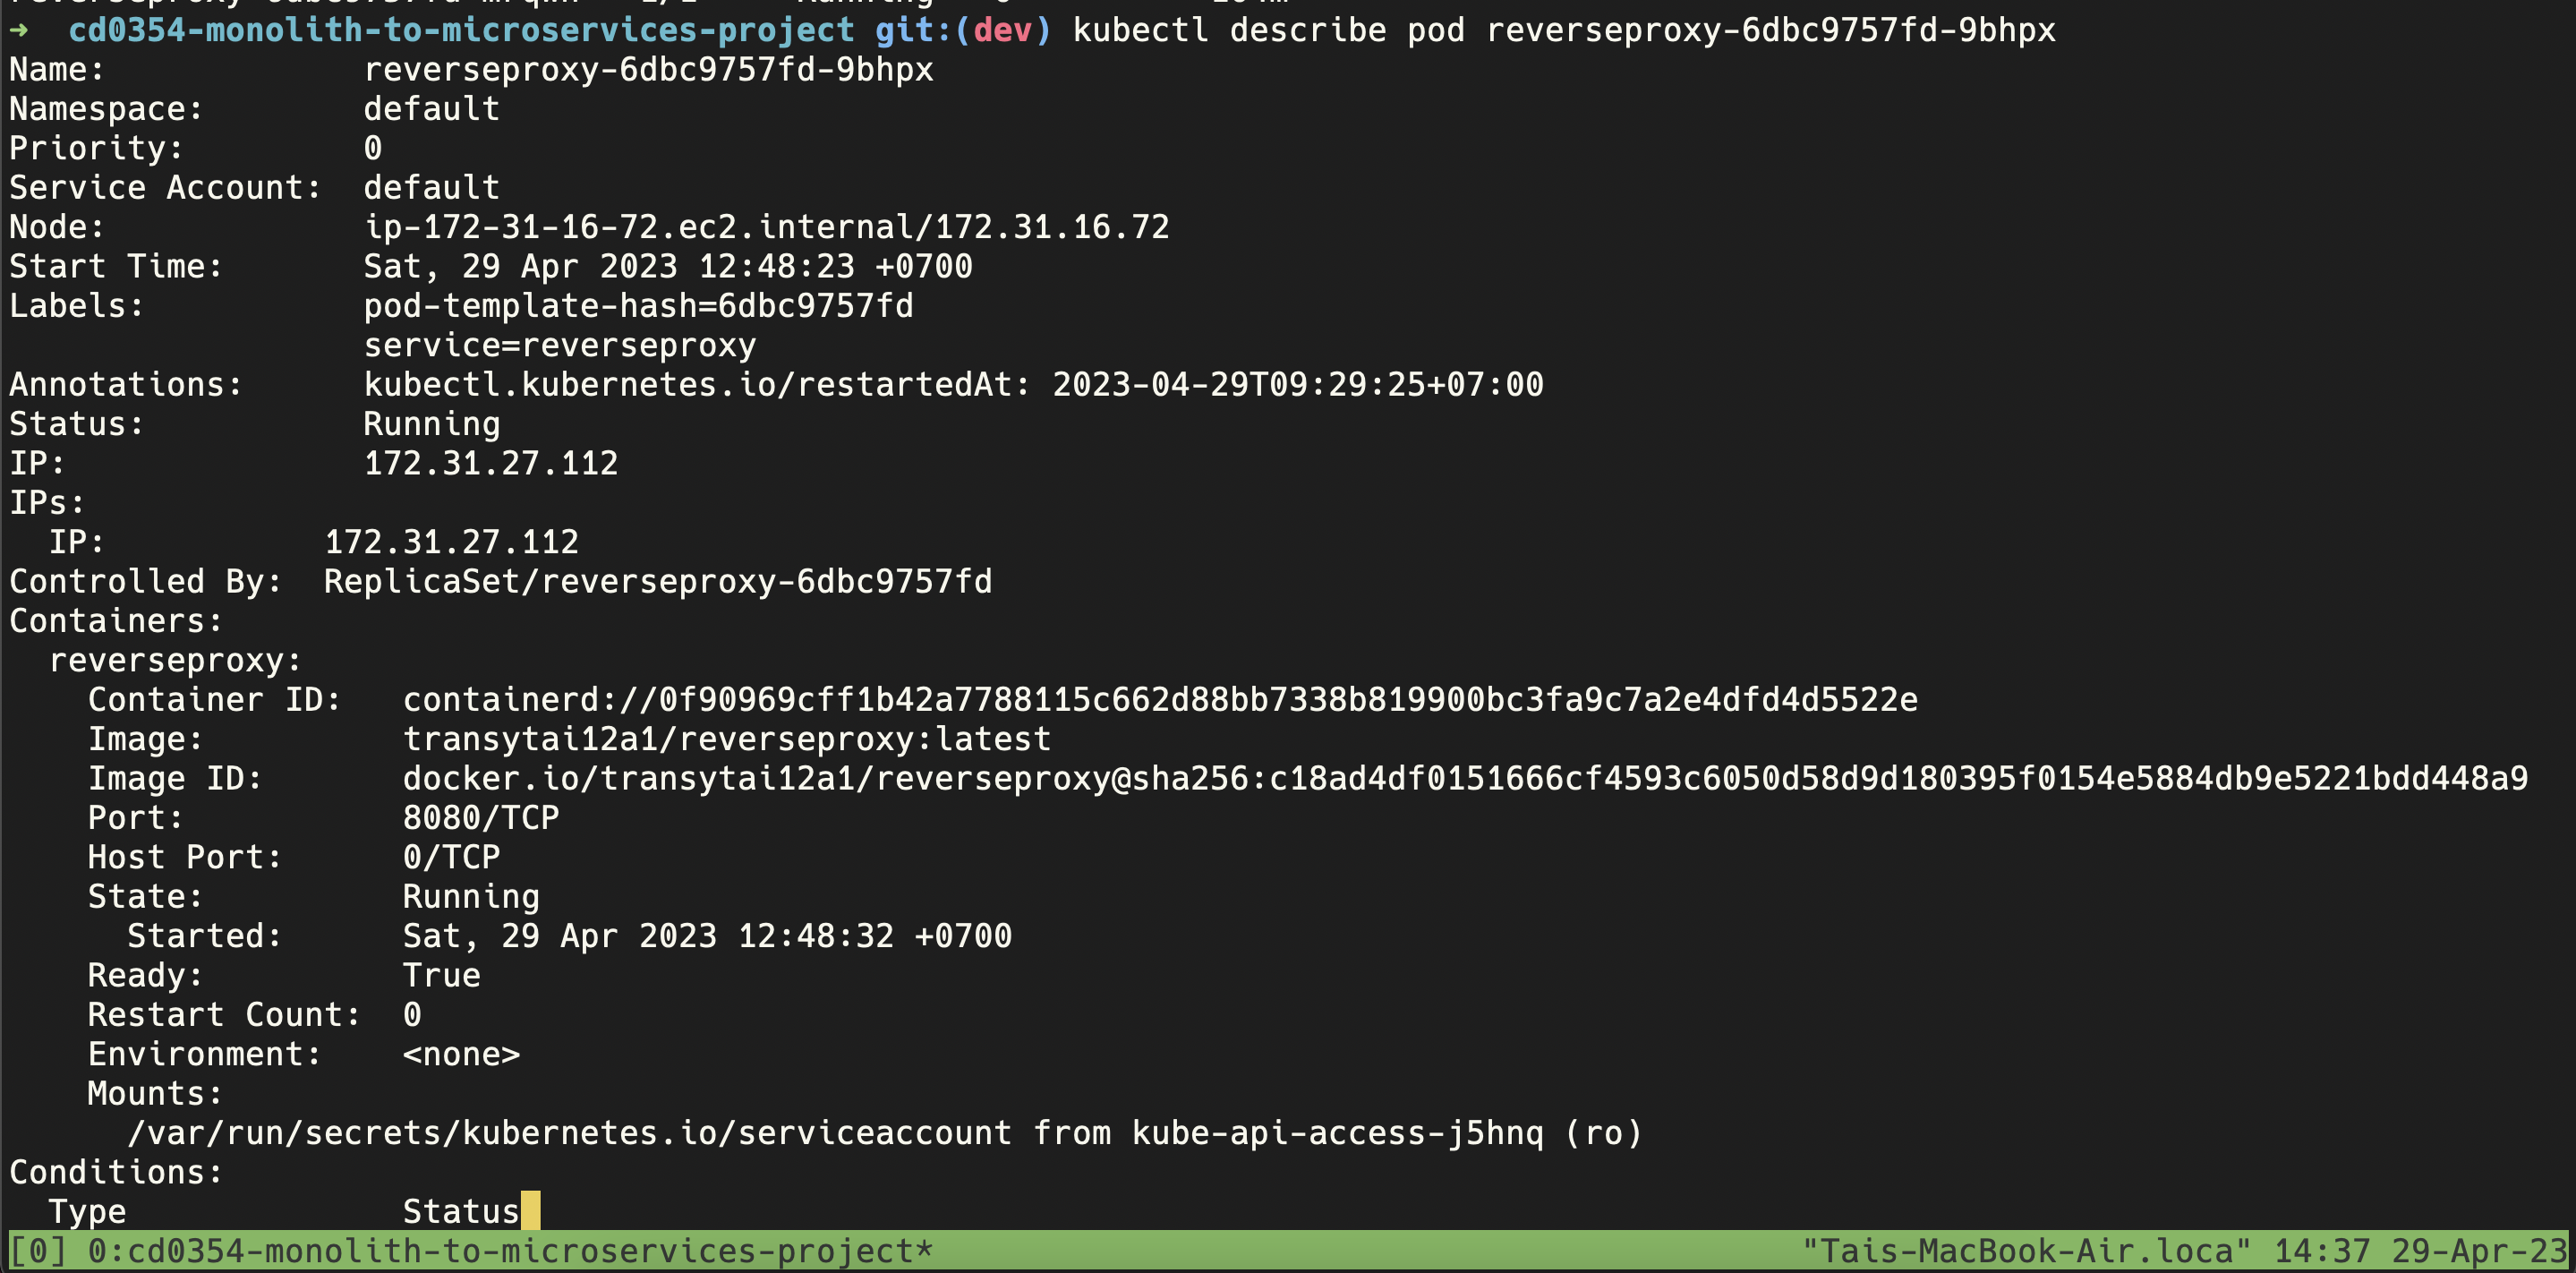 ➜  cd0354-monolith-to-microservices-project git:(dev) kubectl describe pod reverseproxy-6dbc9757fd-9bhpx
Name:             reverseproxy-6dbc9757fd-9bhpx
Namespace:        default
Priority:         0
Service Account:  default
Node:             ip-172-31-16-72.ec2.internal/172.31.16.72
Start Time:       Sat, 29 Apr 2023 12:48:23 +0700
Labels:           pod-template-hash=6dbc9757fd
                  service=reverseproxy
Annotations:      kubectl.kubernetes.io/restartedAt: 2023-04-29T09:29:25+07:00
Status:           Running
IP:               172.31.27.112
IPs:
  IP:           172.31.27.112
Controlled By:  ReplicaSet/reverseproxy-6dbc9757fd
Containers:
  reverseproxy:
    Container ID:   containerd://0f90969cff1b42a7788115c662d88bb7338b819900bc3fa9c7a2e4dfd4d5522e
    Image:          transytai12a1/reverseproxy:latest
    Image ID:       docker.io/transytai12a1/reverseproxy@sha256:c18ad4df0151666cf4593c6050d58d9d180395f0154e5884db9e5221bdd448a9
    Port:           8080/TCP
    Host Port:      0/TCP
    State:          Running
      Started:      Sat, 29 Apr 2023 12:48:32 +0700
    Ready:          True
    Restart Count:  0
    Environment:    <none>
    Mounts:
      /var/run/secrets/kubernetes.io/serviceaccount from kube-api-access-j5hnq (ro)
Conditions:
  Type              Status
[0] 0:cd0354-monolith-to-microservices-project* "Tais-MacBook-Air.loca" 14:37 29-Apr-23